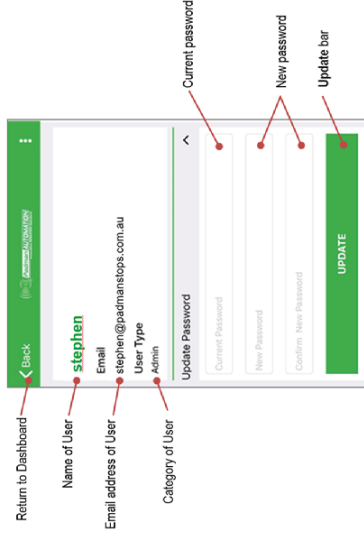 Return to Dashboard
Name of User
Email address of User
Category of User
Back
Padman AUTOMATION
stephen
Email
stephen@padmanstops.com.au
User Type
Admin
Update Password
Current Password
New Password
Confirm New Password
UPDATE
Current password
New password
Update bar